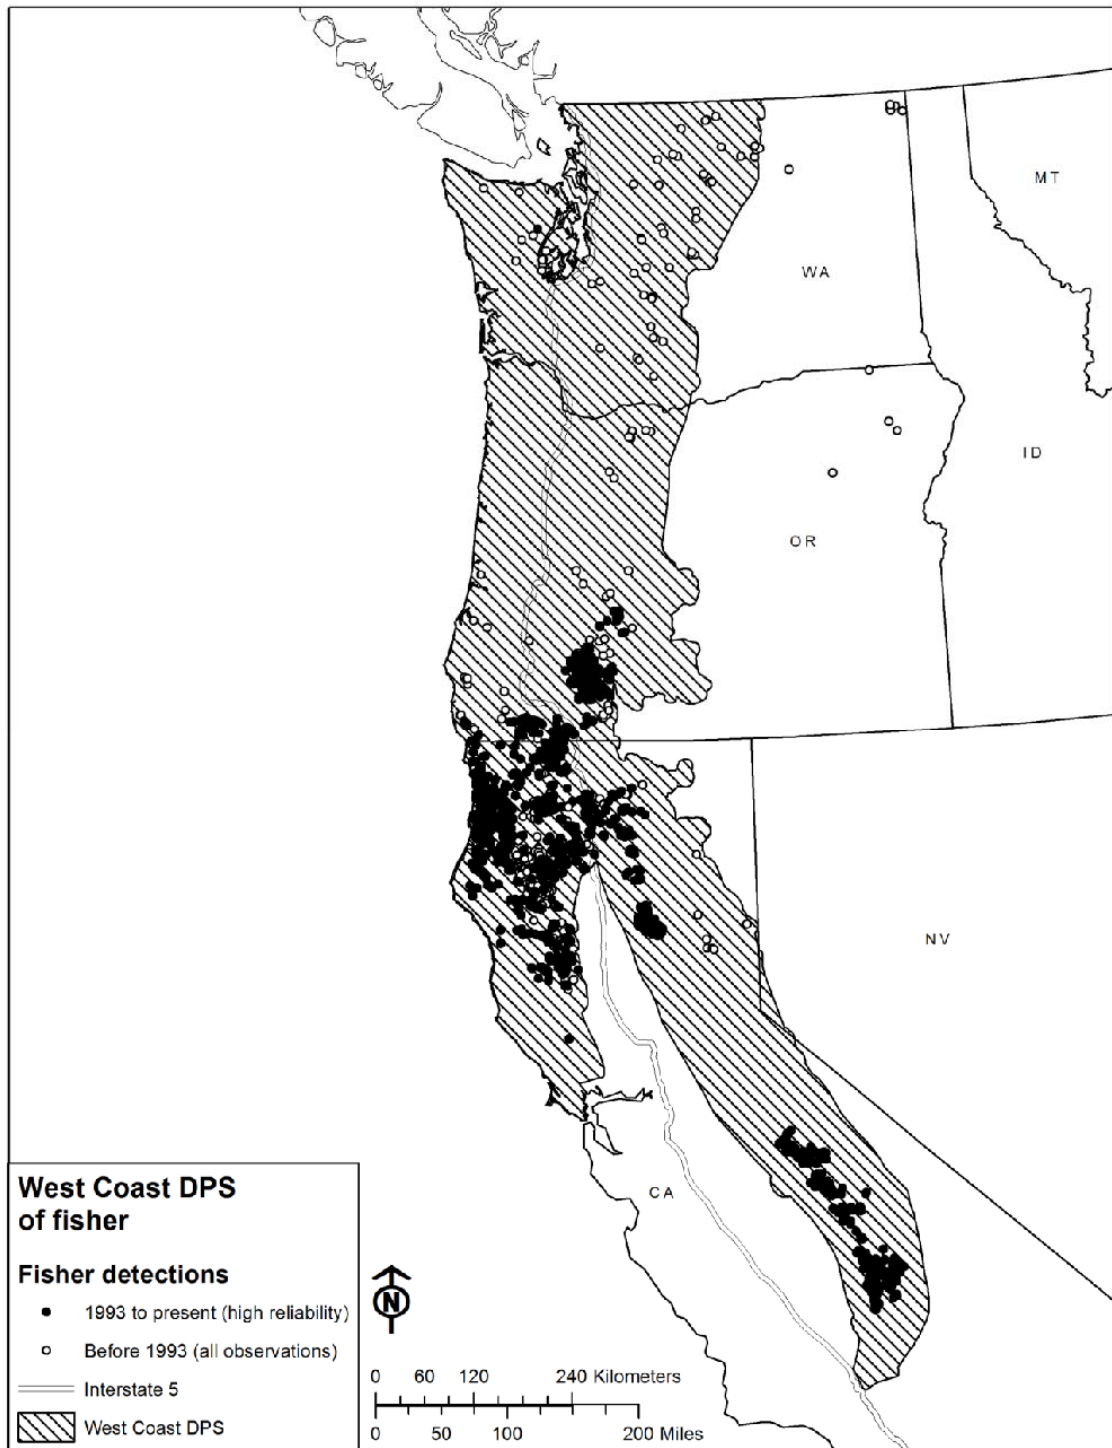 MT
WA
ID
OR
NV
CA
West Coast DPS
of fisher
Fisher detections
1993 to present (high reliability)
Before 1993 (all observations)
Interstate 5
West Coast DPS
N
0 60 120 240 Kilometers
0 50 100 200 Miles